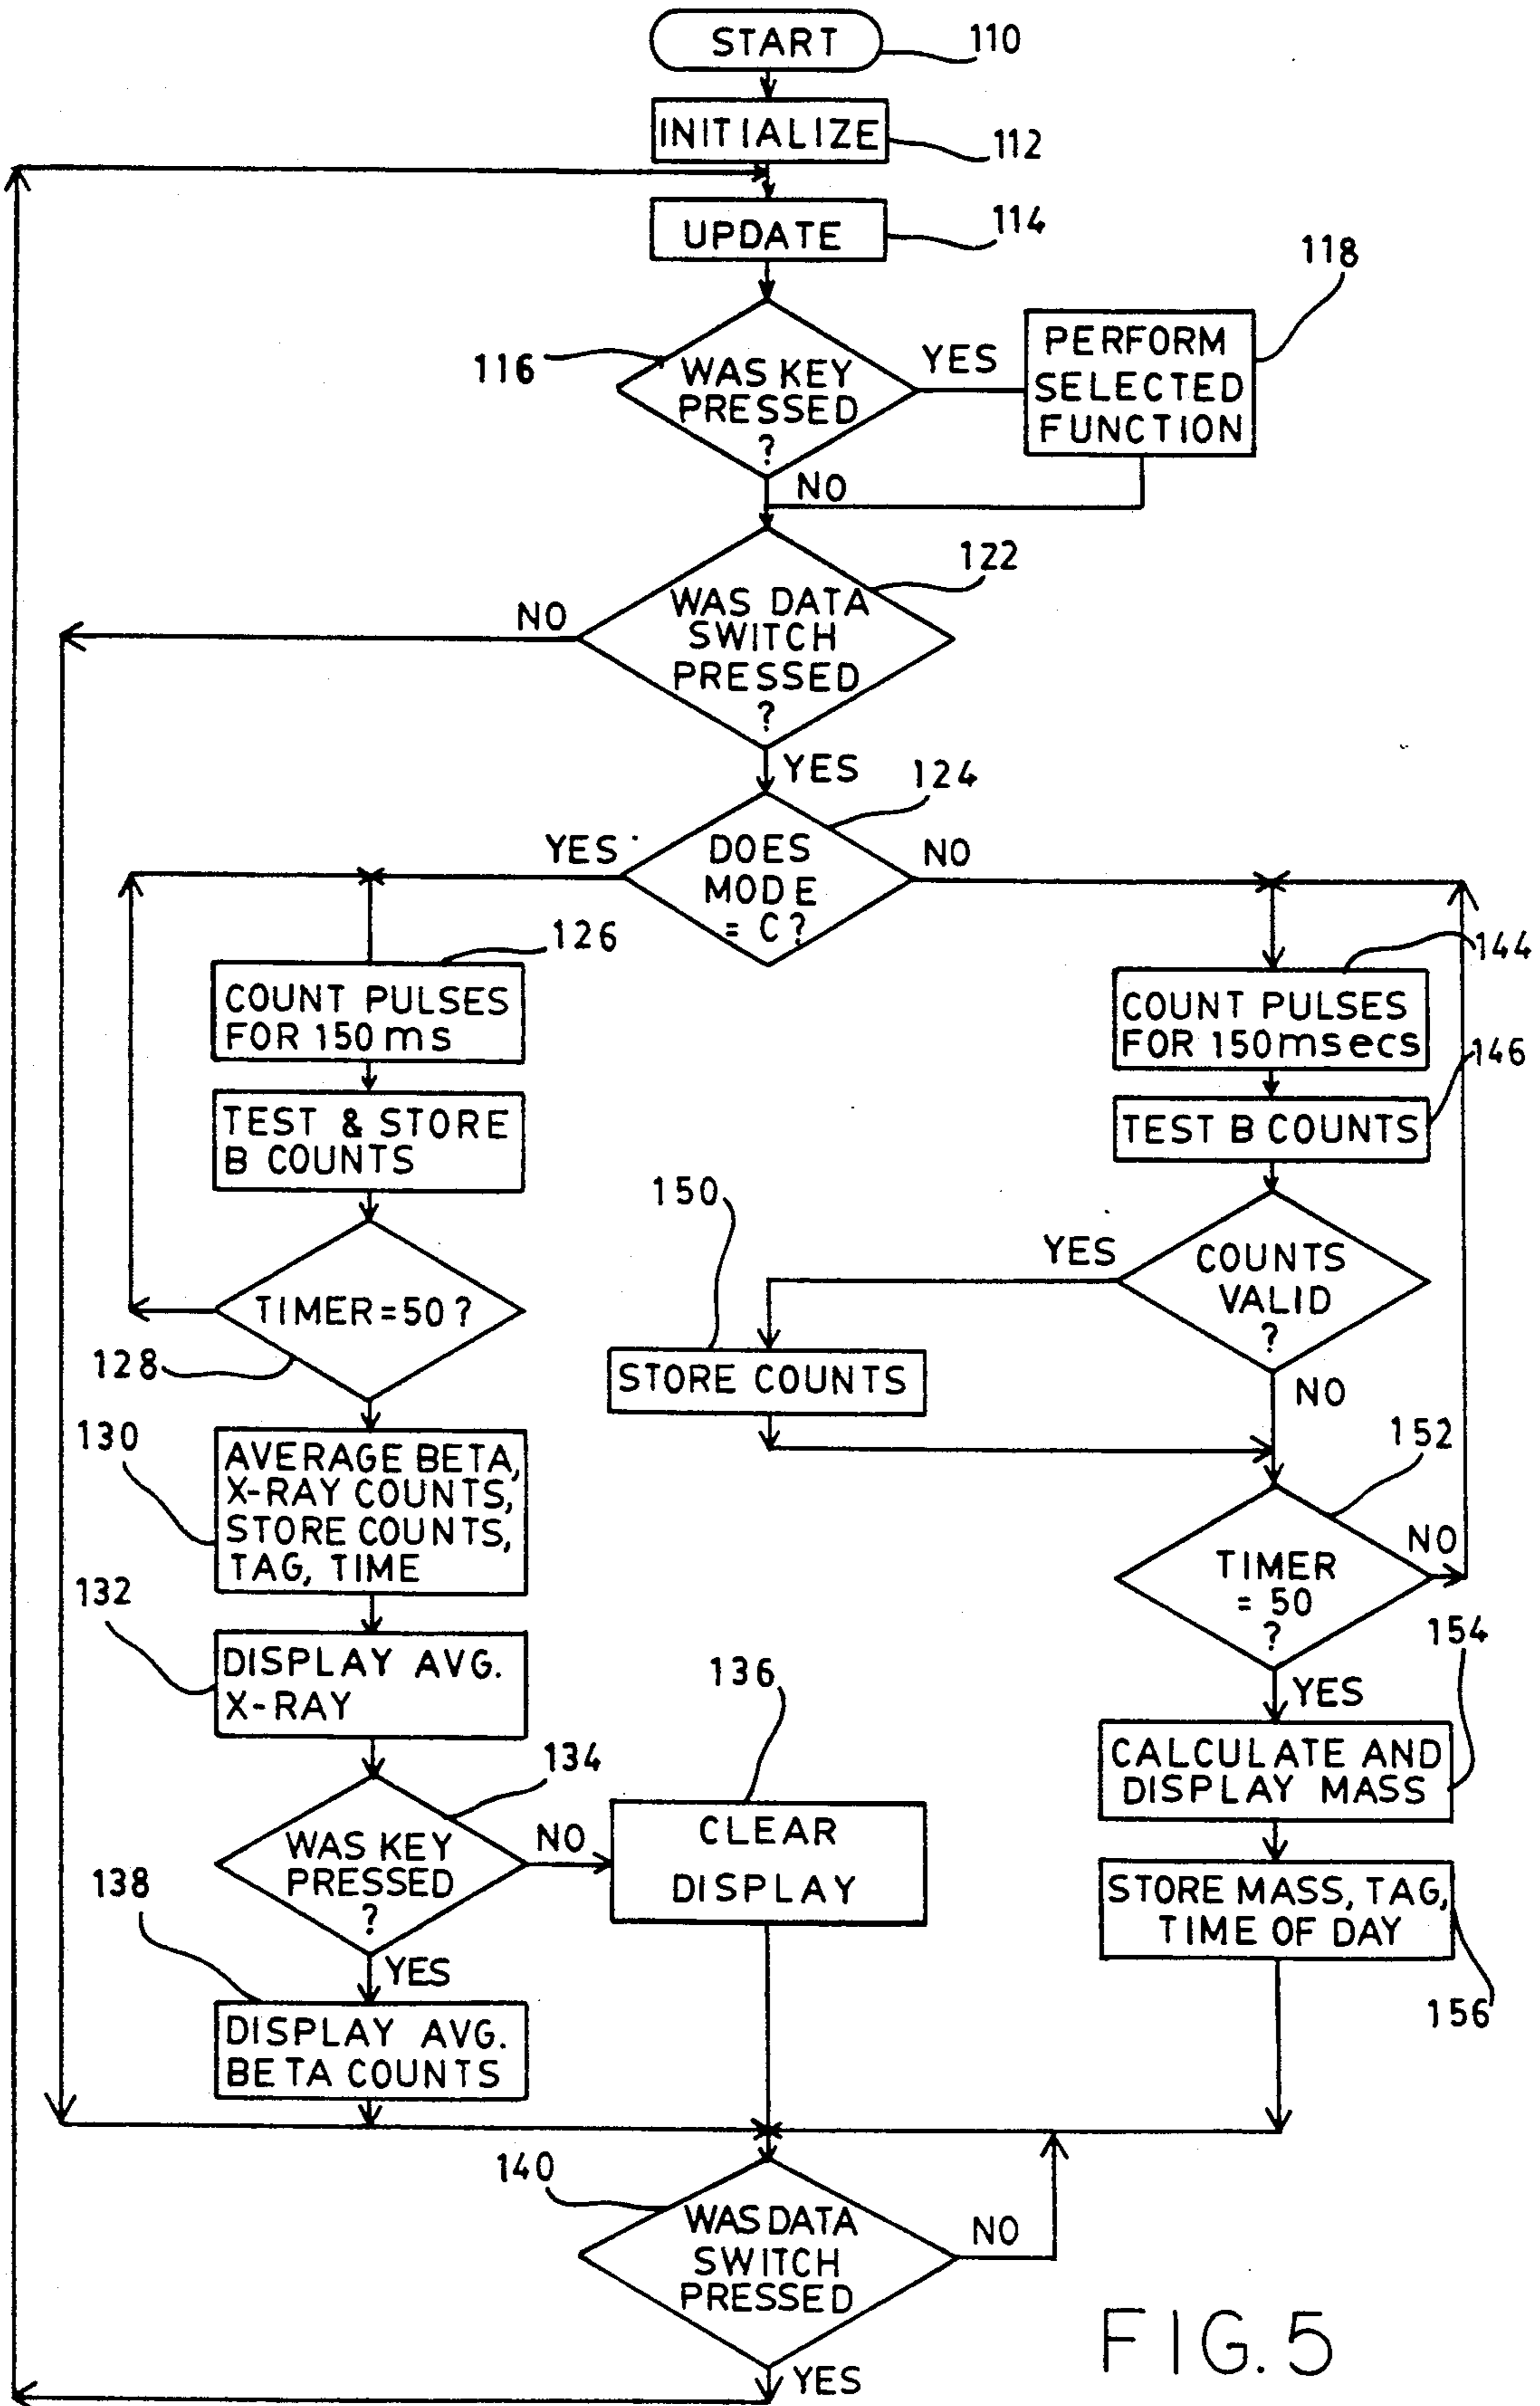 START
110
INITIALIZE
112
UPDATE
114
118
116
WAS KEY
PRESSED
?
YES
PERFORM
SELECTED
FUNCTION
NO
122
NO
WAS DATA
SWITCH
PRESSED
?
YES
124
YES
DOES
MODE
= C?
NO
126
144
COUNT PULSES
FOR 150 ms
COUNT PULSES
FOR 150msecs
146
TEST & STORE
B COUNTS
TEST B COUNTS
150
YES
COUNTS
VALID
?
TIMER=50?
128
STORE COUNTS
NO
130
AVERAGE BETA,
X-RAY COUNTS,
STORE COUNTS,
TAG, TIME
152
TIMER
= 50
?
NO
132
DISPLAY AVG.
X-RAY
136
154
YES
CALCULATE AND
DISPLAY MASS
134
WAS KEY
PRESSED
?
NO
CLEAR
DISPLAY
138
STORE MASS, TAG,
TIME OF DAY
YES
156
DISPLAY AVG.
BETA COUNTS
140
WAS DATA
SWITCH
PRESSED
NO
YES
FIG. 5